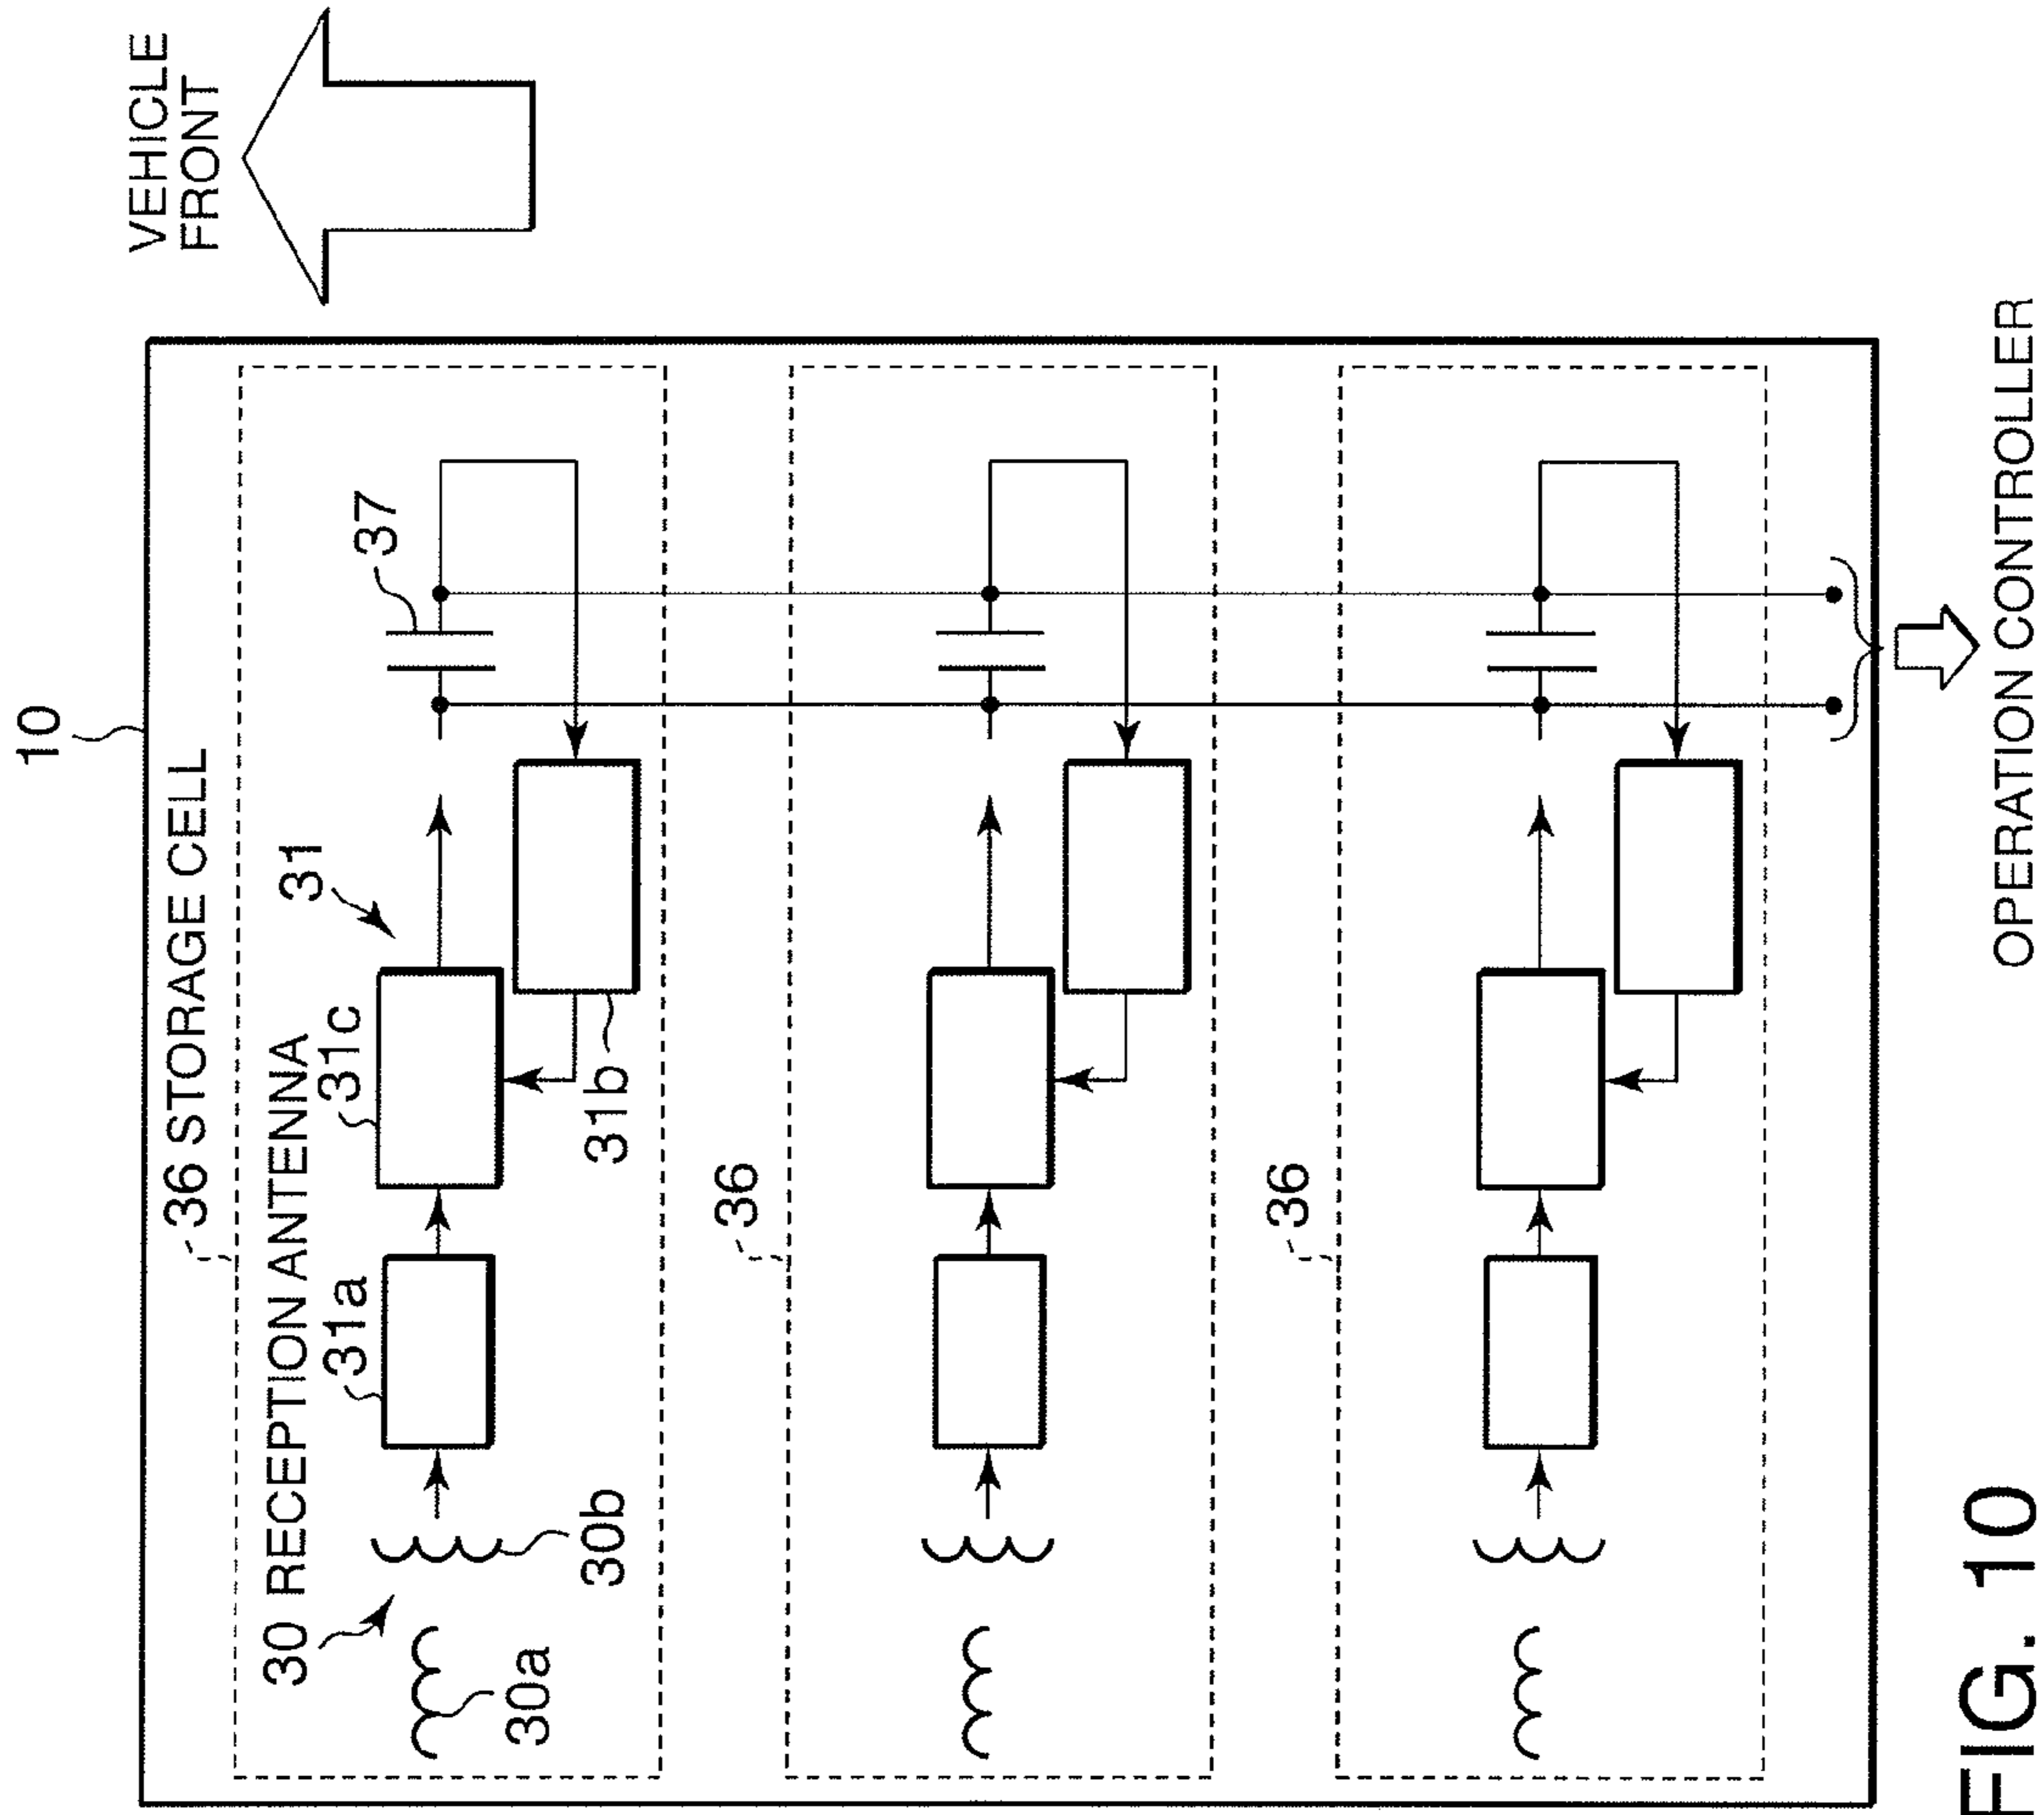 VEHICLE
FRONT
10
36 STORAGE CELL
30 RECEPTION ANTENNA
31
37
31a
31c
31b
30a
30b
36
36
OPERATION CONTROLLER
FIG. 10